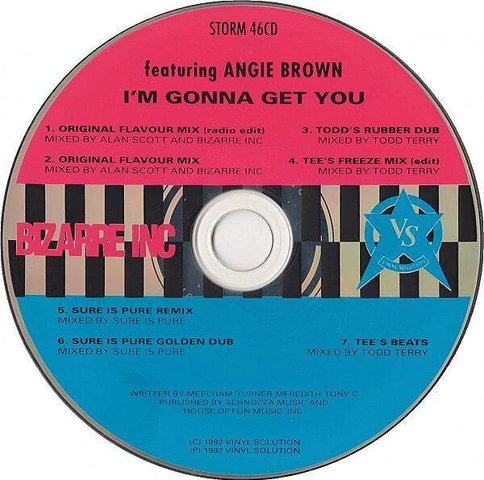 STORM 46CD
featuring ANGIE BROWN
I'M GONNA GET YOU
1. ORIGINAL FLAVOUR MIX (radio edit)
MIXED BY ALAN SCOTT AND BIZARRE INC
2. ORIGINAL FLAVOUR MIX
MIXED BY ALAN SCOTT AND BIZARRE INC
3. TODD'S RUBBER DUB
MIXED BY TODD TERRY
4. TEE'S FREEZE MIX (edit)
MIXED BY TODD TERRY
BIZARRE INC
VS
VINYL SOLUTION
5. SURE IS PURE REMIX
MIXED BY SURE IS PURE
6. SURE IS PURE GOLDEN DUB
MIXED BY SURE IS PURE
7. TEE'S BEATS
MIXED BY TODD TERRY
WRITTEN BY MEECHAM-TURNER-MEREDITH-TONY C.
PUBLISHED BY SCHNOZZA MUSIC AND
HOUSE OF FUN MUSIC INC.
(C) 1992 VINYL SOLUTION
(P) 1992 VINYL SOLUTION